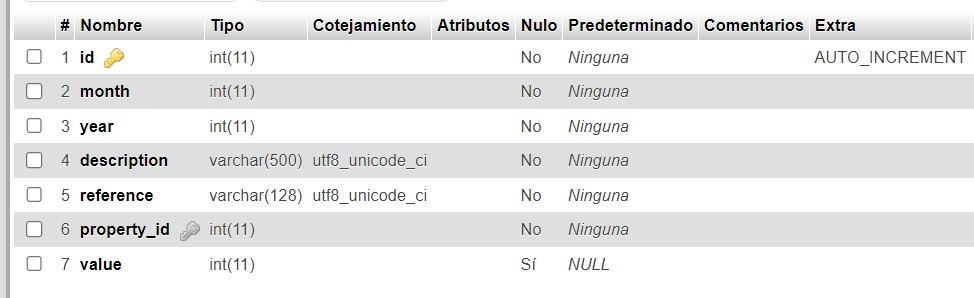 # Nombre Tipo Cotejamiento Atributos Nulo Predeterminado Comentarios Extra
1 id int(11) No Ninguna AUTO_INCREMENT
2 month int(11) No Ninguna
3 year int(11) No Ninguna
4 description varchar(500) utf8_unicode_ci No Ninguna
5 reference varchar(128) utf8_unicode_ci No Ninguna
6 property_id int(11) No Ninguna
7 value int(11) Sí NULL